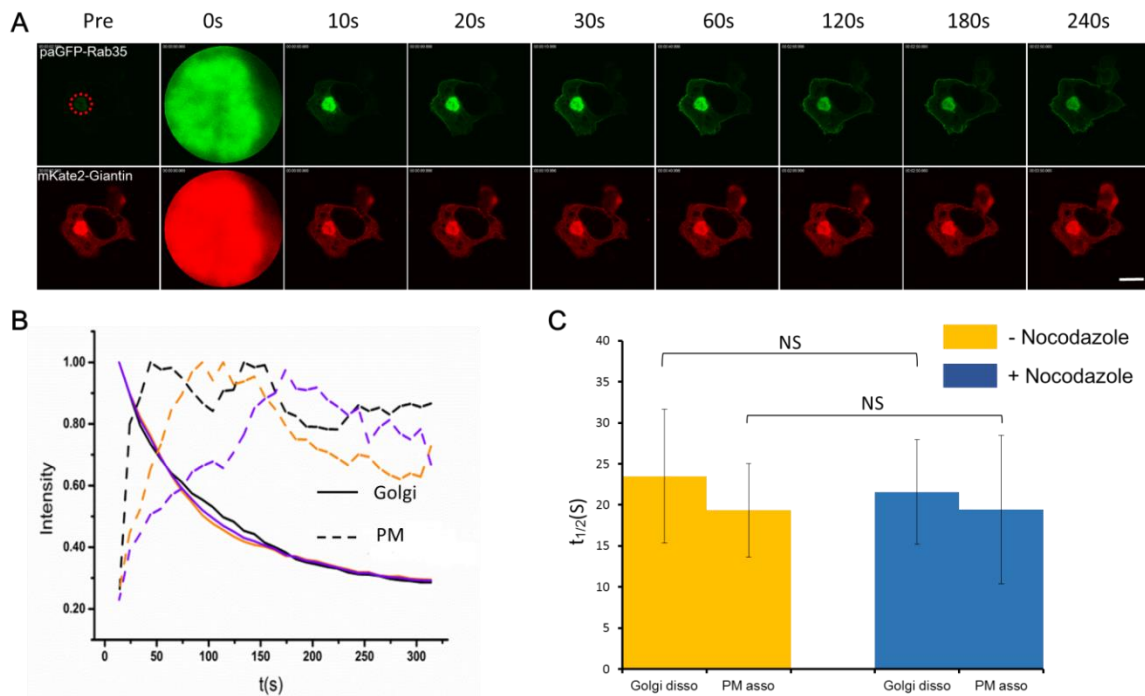 A
Pre 0s 10s 20s 30s 60s 120s 180s 240s
paGFP-Rab35
mKate2-Giantin
B
Intensity
1.00
0.80
0.60
0.40
0.20
Golgi
PM
0 50 100 150 200 250 300
t(s)
C
- Nocodazole
+ Nocodazole
NS
NS
t1/2(S)
40
35
30
25
20
15
10
5
0
Golgi disso PM asso Golgi disso PM asso